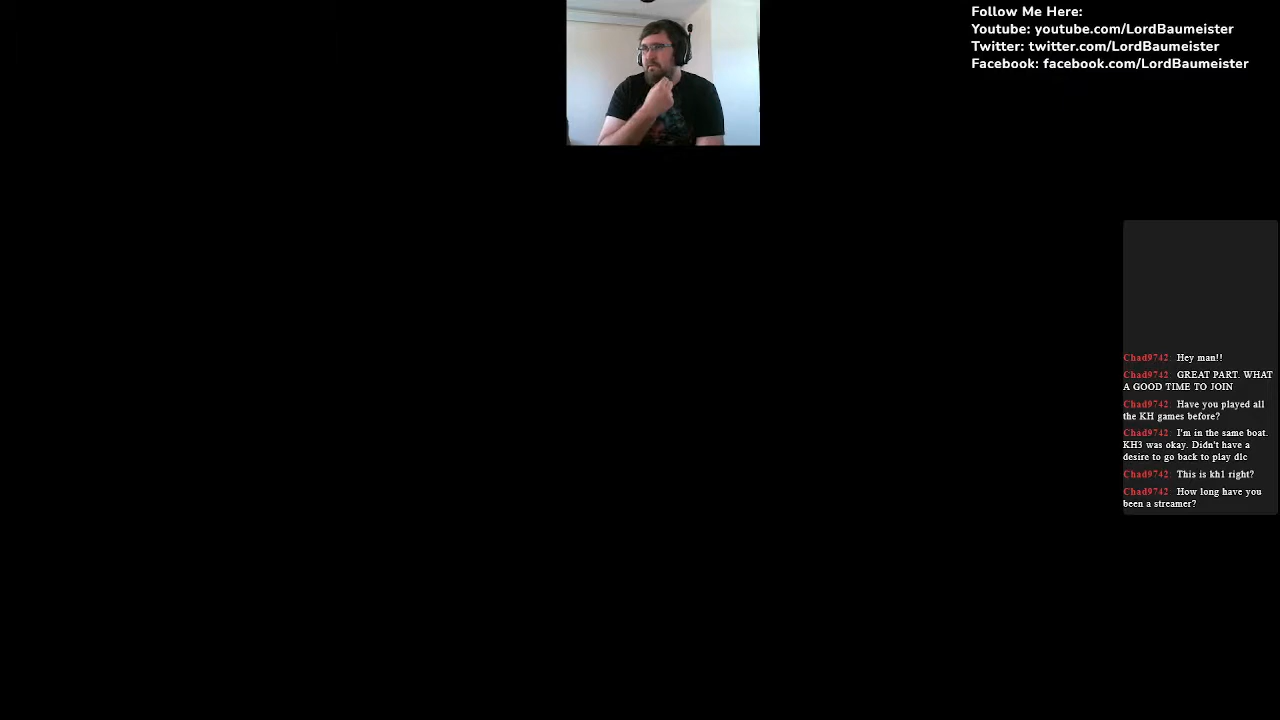 Follow Me Here:
Youtube: youtube.com/LordBaumeister
Twitter: twitter.com/LordBaumeister
Facebook: facebook.com/LordBaumeister
Chad9742: Hey man!!
Chad9742: GREAT PART. WHAT
A GOOD TIME TO JOIN
Chad9742: Have you played all
the KH games before?
Chad9742: I'm in the same boat.
KH3 was okay. Didn't have a
desire to go back to play dlc
Chad9742: This is kh1 right?
Chad9742: How long have you
been a streamer?